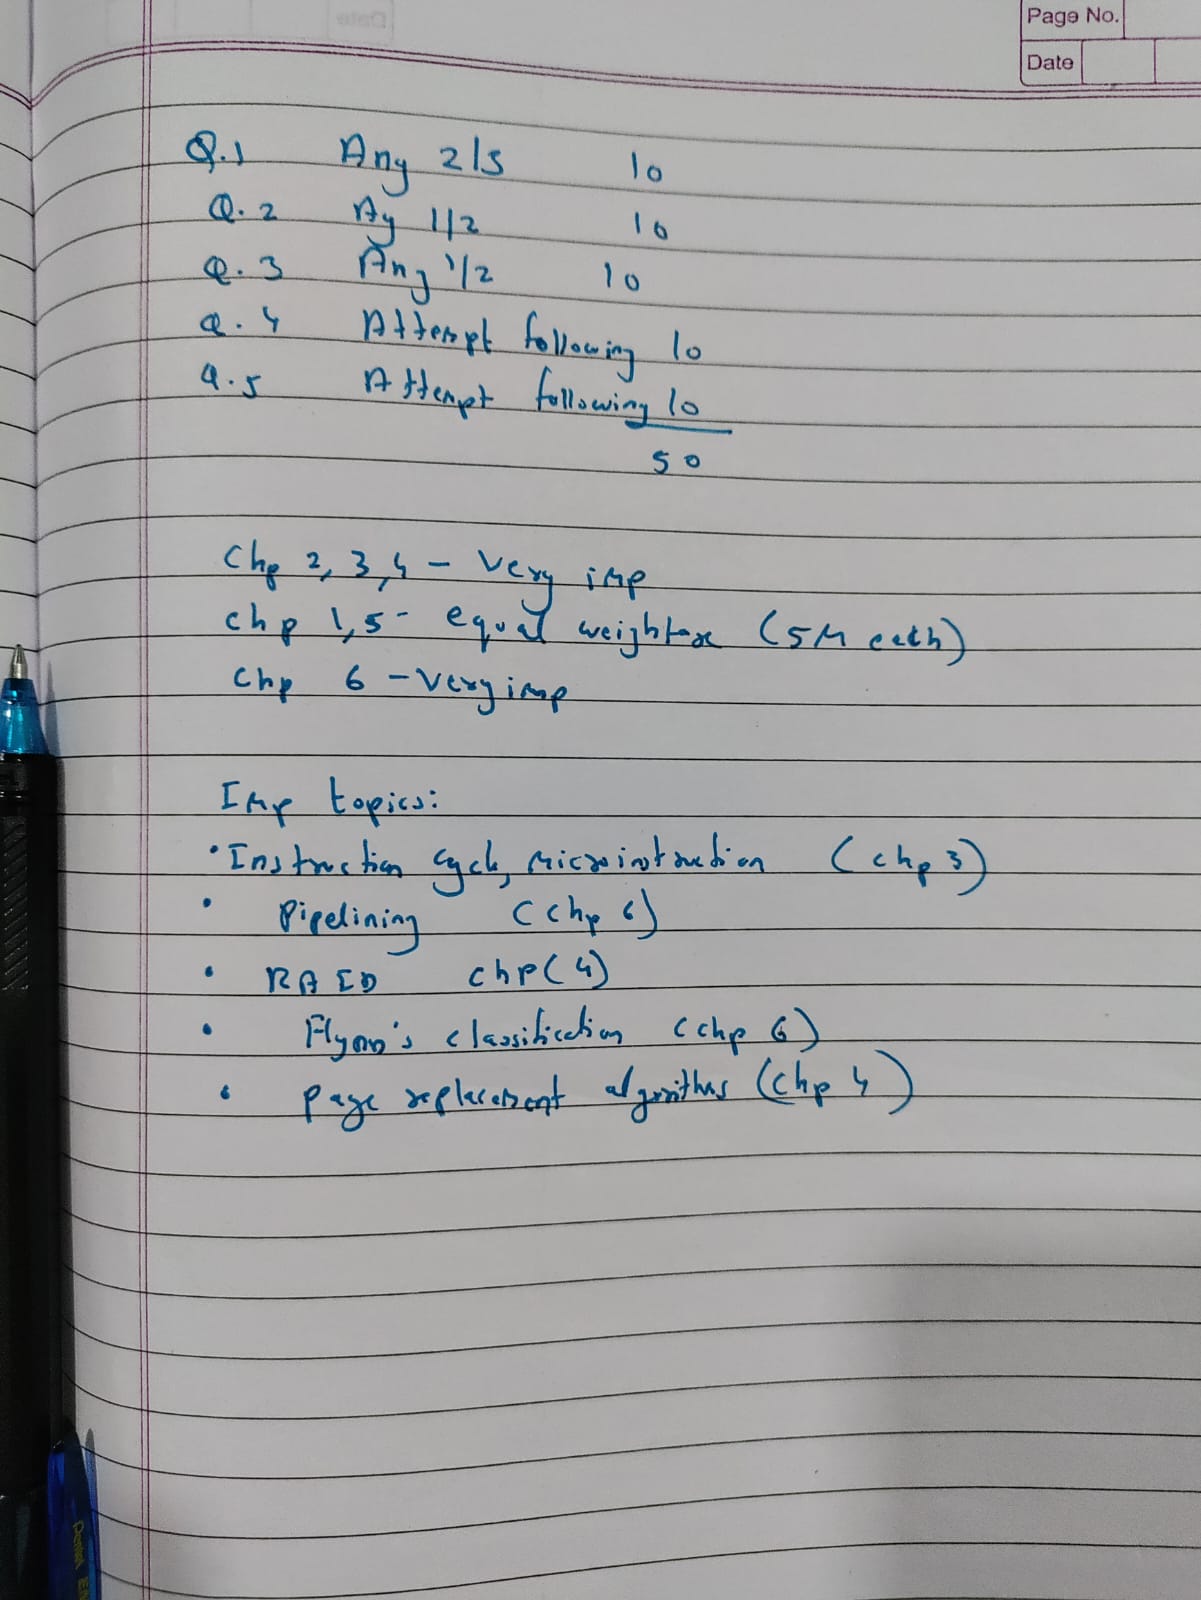 Page No.
Date
Q.1 Any 2/5 10
Q.2 Ay 1/2 10
Q.3 Any 1/2 10
Q.4 Attempt following 10
Q.5 Attempt following 10
50
Chp 2, 3, 4 - Very imp
chp 1, 5 - equal weightage (5M each)
Chp 6 - Very imp
Imp topics:
• Instruction cycle, microinstruction (chp 3)
• Pipelining (chp 6)
• RAID chp(4)
• Flynn's classification (chp 6)
• page replacement algorithms (chp 4)
Pentel